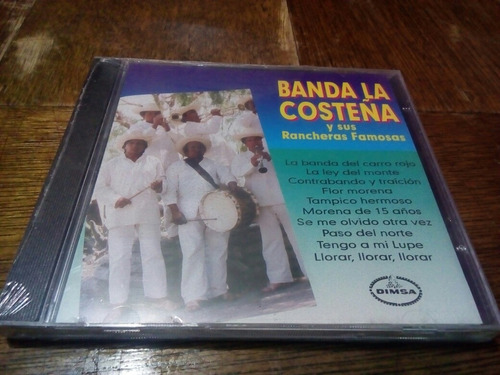 BANDA LA
COSTEÑA
y sus
Rancheras Famosas
La banda del carro rojo
La ley del monte
Contrabando y traición
Flor morena
Tampico hermoso
Morena de 15 años
Se me olvido otra vez
Paso del norte
Tengo a mi Lupe
Llorar, llorar, llorar
DIMSA